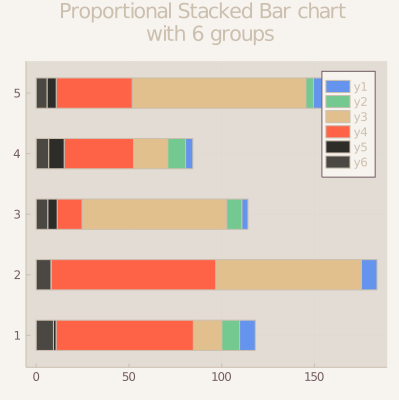 Proportional Stacked Bar chart
with 6 groups
5
4
3
2
1
0
50
100
150
y1
y2
y3
y4
y5
y6